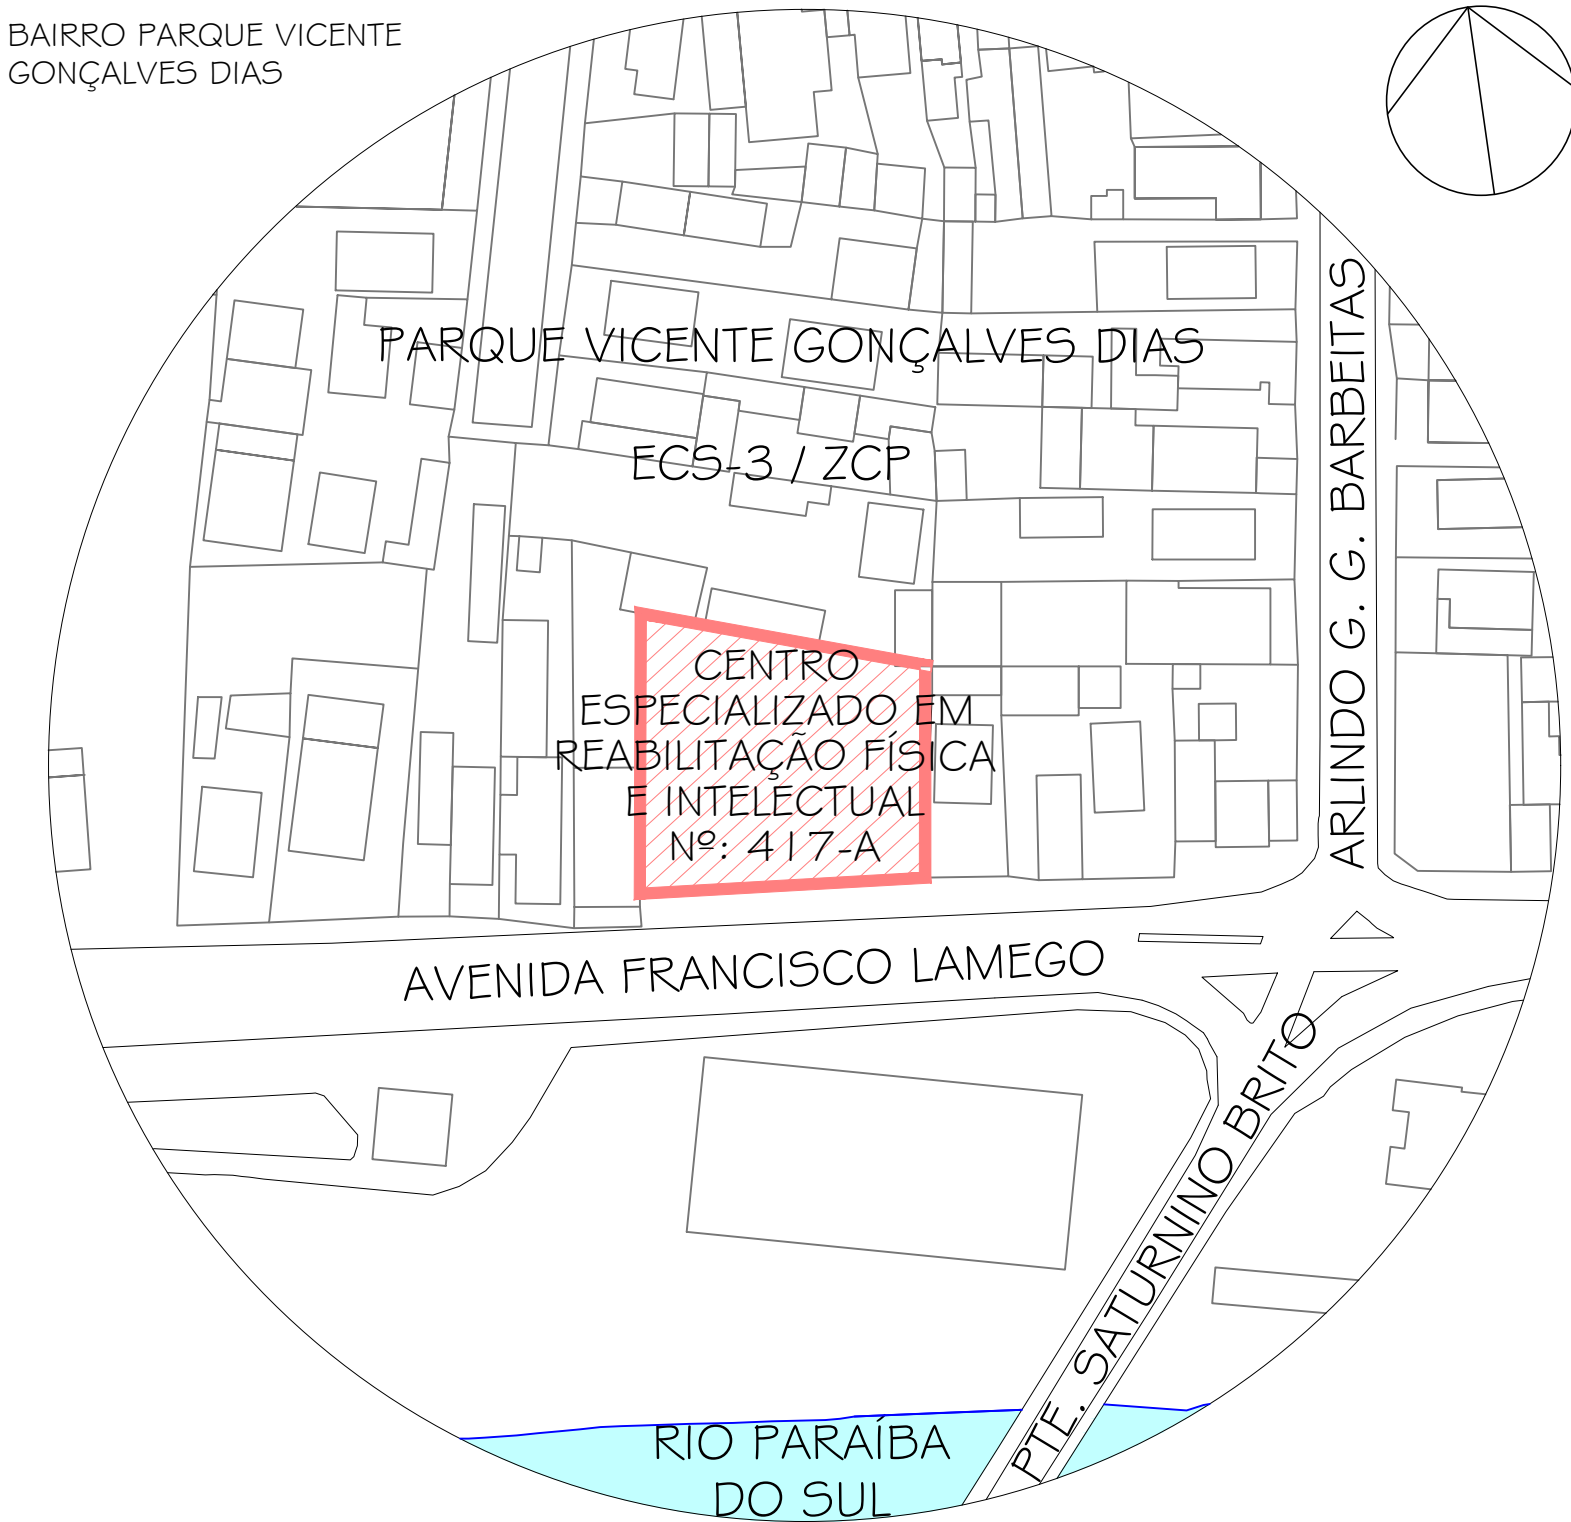 BAIRRO PARQUE VICENTE
GONÇALVES DIAS
PARQUE VICENTE GONÇALVES DIAS
ECS-3 / ZCP
ARLINDO G. G. BARBEITAS
CENTRO
ESPECIALIZADO EM
REABILITAÇÃO FÍSICA
E INTELECTUAL
Nº: 417-A
AVENIDA FRANCISCO LAMEGO
PTE. SATURNINO BRITO
RIO PARAÍBA
DO SUL